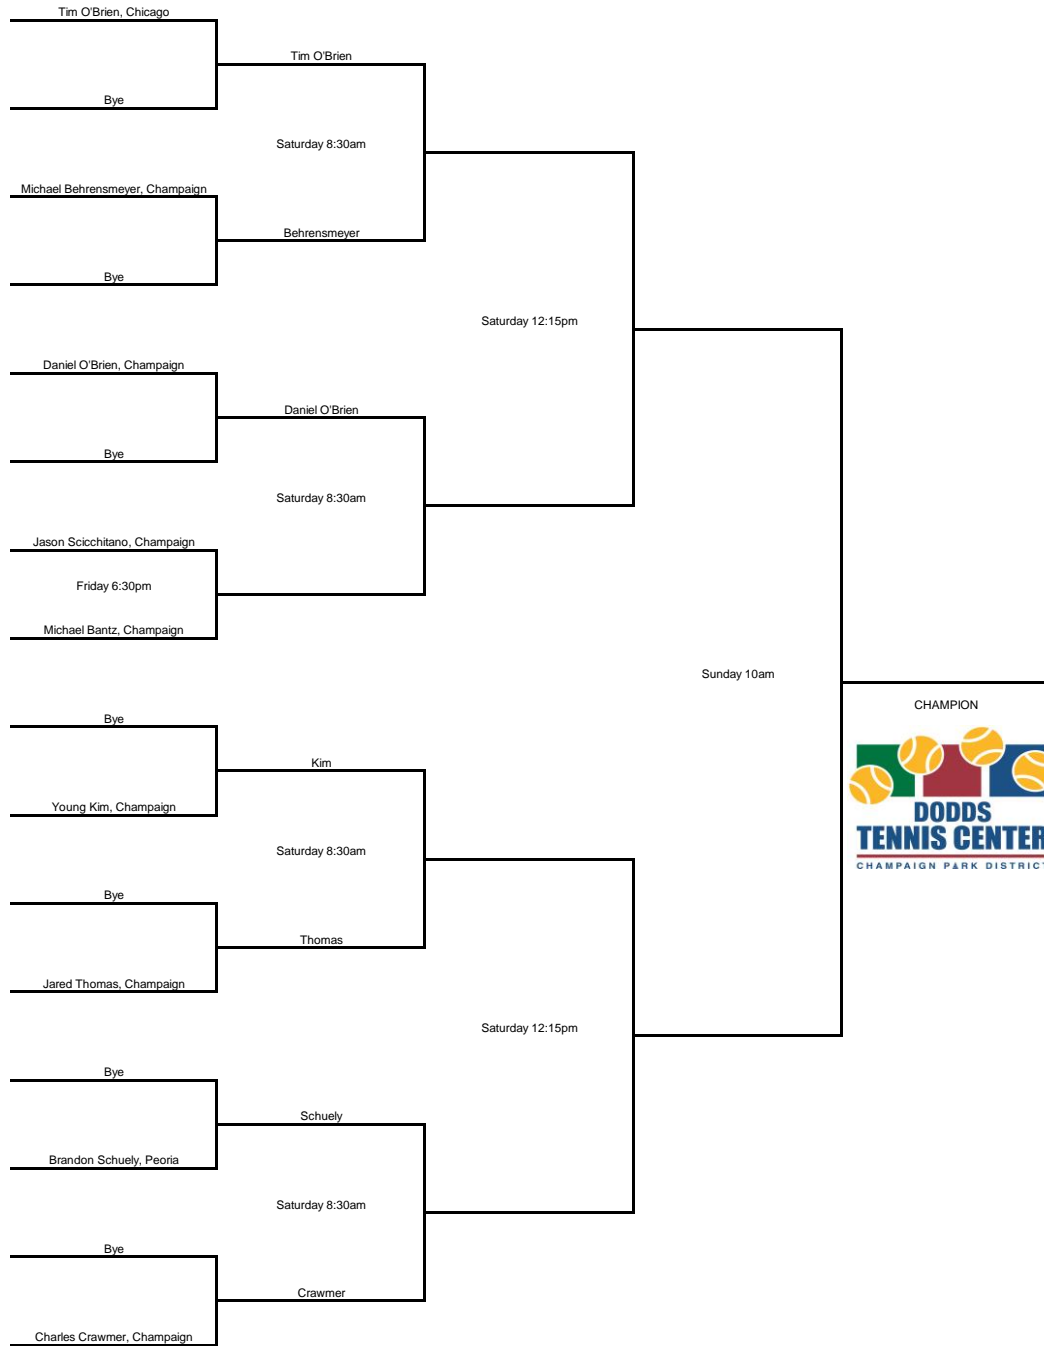 Tim O'Brien, Chicago
Tim O'Brien
Bye
Saturday 8:30am
Michael Behrensmeyer, Champaign
Behrensmeyer
Bye
Saturday 12:15pm
Daniel O'Brien, Champaign
Daniel O'Brien
Bye
Saturday 8:30am
Jason Scicchitano, Champaign
Friday 6:30pm
Michael Bantz, Champaign
Sunday 10am
CHAMPION
Bye
Kim
Young Kim, Champaign
DODDS
TENNIS CENTER
CHAMPAIGN PARK DISTRICT
Saturday 8:30am
Bye
Thomas
Jared Thomas, Champaign
Saturday 12:15pm
Bye
Schuely
Brandon Schuely, Peoria
Saturday 8:30am
Bye
Crawmer
Charles Crawmer, Champaign